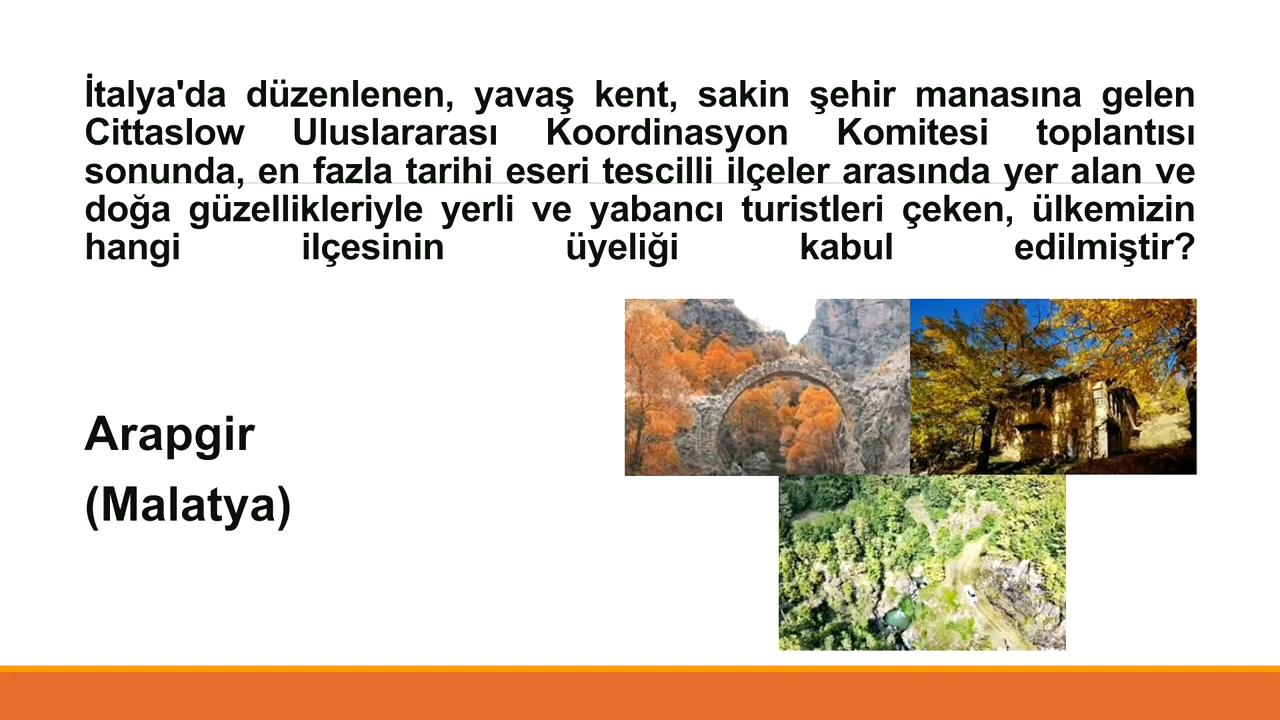 İtalya'da düzenlenen, yavaş kent, sakin şehir manasına gelen
Cittaslow Uluslararası Koordinasyon Komitesi toplantısı
sonunda, en fazla tarihi eseri tescilli ilçeler arasında yer alan ve
doğa güzellikleriyle yerli ve yabancı turistleri çeken, ülkemizin
hangi ilçesinin üyeliği kabul edilmiştir?
Arapgir
(Malatya)